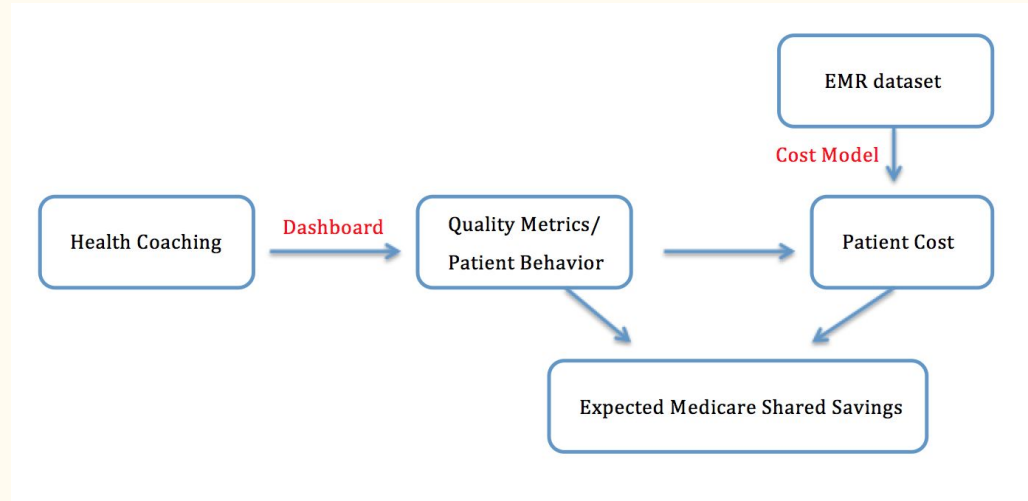 EMR dataset
Cost Model
Health Coaching
Dashboard
Quality Metrics/
Patient Behavior
Patient Cost
Expected Medicare Shared Savings